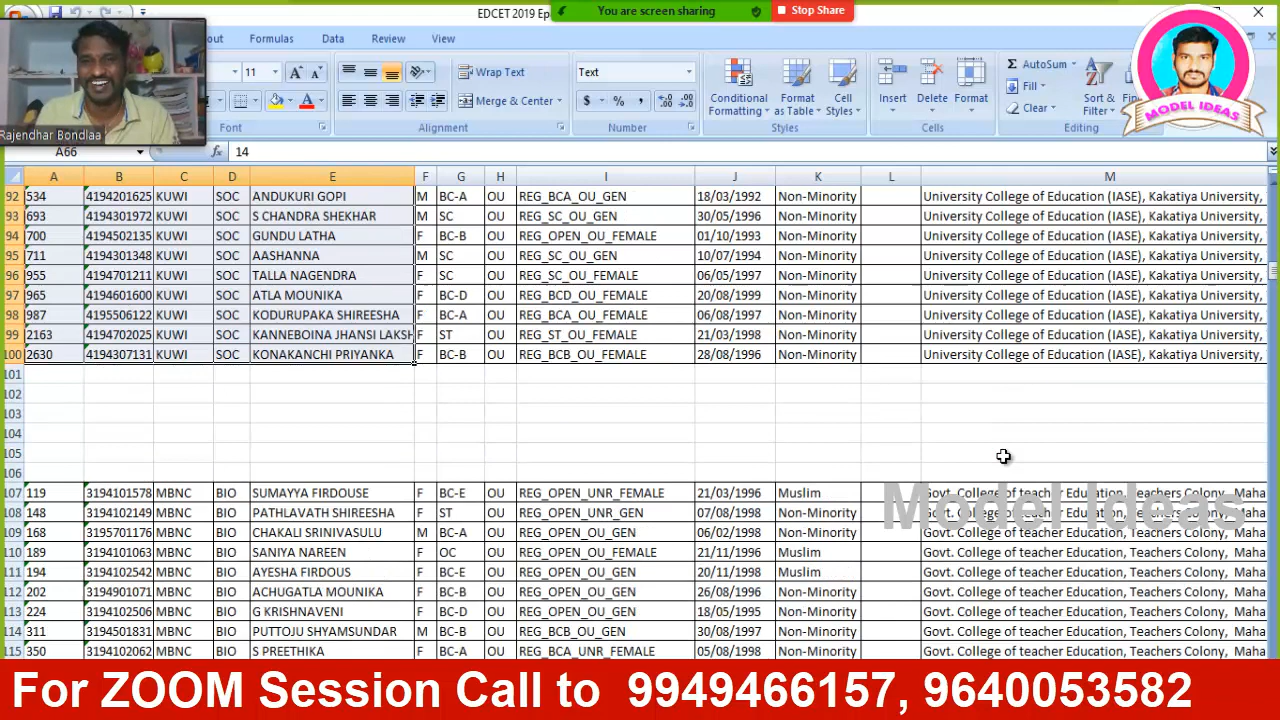 EDCET 2019 Ep
You are screen sharing
Stop Share
out Formulas Data Review View
11 A A Wrap Text Text AutoSum
Fill
Merge & Center $ % , Conditional Formatting Format as Table Cell Styles Insert Delete Format Clear Sort & Filter
Font Alignment Number Styles Cells Editing
MODEL IDEAS
Rajendhar Bondlaa
A66 fx 14
A B C D E F G H I J K L M
92 534 4194201625 KUWI SOC ANDUKURI GOPI M BC-A OU REG_BCA_OU_GEN 18/03/1992 Non-Minority University College of Education (IASE), Kakatiya University,
93 693 4194301972 KUWI SOC S CHANDRA SHEKHAR M SC OU REG_SC_OU_GEN 30/05/1996 Non-Minority University College of Education (IASE), Kakatiya University,
94 700 4194502135 KUWI SOC GUNDU LATHA F BC-B OU REG_OPEN_OU_FEMALE 01/10/1993 Non-Minority University College of Education (IASE), Kakatiya University,
95 711 4194301348 KUWI SOC AASHANNA M SC OU REG_SC_OU_GEN 10/07/1994 Non-Minority University College of Education (IASE), Kakatiya University,
96 955 4194701211 KUWI SOC TALLA NAGENDRA F SC OU REG_SC_OU_FEMALE 06/05/1997 Non-Minority University College of Education (IASE), Kakatiya University,
97 965 4194601600 KUWI SOC ATLA MOUNIKA F BC-D OU REG_BCD_OU_FEMALE 20/08/1999 Non-Minority University College of Education (IASE), Kakatiya University,
98 987 4195506122 KUWI SOC KODURUPAKA SHIREESHA F BC-A OU REG_BCA_OU_FEMALE 06/08/1997 Non-Minority University College of Education (IASE), Kakatiya University,
99 2163 4194702025 KUWI SOC KANNEBOINA JHANSI LAKSH F ST OU REG_ST_OU_FEMALE 21/03/1998 Non-Minority University College of Education (IASE), Kakatiya University,
100 2630 4194307131 KUWI SOC KONAKANCHI PRIYANKA F BC-B OU REG_BCB_OU_FEMALE 28/08/1996 Non-Minority University College of Education (IASE), Kakatiya University,
101
102
103
104
105
106
107 119 3194101578 MBNC BIO SUMAYYA FIRDOUSE F BC-E OU REG_OPEN_UNR_FEMALE 21/03/1996 Muslim Govt. College of teacher Education, Teachers Colony, Maha
108 148 3194102149 MBNC BIO PATHLAVATH SHIREESHA F ST OU REG_OPEN_UNR_GEN 07/08/1998 Non-Minority Govt. College of teacher Education, Teachers Colony, Maha
109 168 3195701176 MBNC BIO CHAKALI SRINIVASULU M BC-A OU REG_OPEN_OU_GEN 06/02/1998 Non-Minority Govt. College of teacher Education, Teachers Colony, Maha
110 189 3194101063 MBNC BIO SANIYA NAREEN F OC OU REG_OPEN_OU_FEMALE 21/11/1996 Muslim Govt. College of teacher Education, Teachers Colony, Maha
111 194 3194102542 MBNC BIO AYESHA FIRDOUS F BC-E OU REG_OPEN_OU_GEN 20/11/1998 Muslim Govt. College of teacher Education, Teachers Colony, Maha
112 202 3194901071 MBNC BIO ACHUGATLA MOUNIKA F BC-B OU REG_OPEN_OU_GEN 26/08/1996 Non-Minority Govt. College of teacher Education, Teachers Colony, Maha
113 224 3194102506 MBNC BIO G KRISHNAVENI F BC-D OU REG_OPEN_OU_GEN 18/05/1995 Non-Minority Govt. College of teacher Education, Teachers Colony, Maha
114 311 3194501831 MBNC BIO PUTTOJU SHYAMSUNDAR M BC-B OU REG_BCB_OU_GEN 30/08/1997 Non-Minority Govt. College of teacher Education, Teachers Colony, Maha
115 350 3194102062 MBNC BIO S PREETHIKA F BC-A OU REG_BCA_UNR_FEMALE 05/08/1998 Non-Minority Govt. College of teacher Education, Teachers Colony, Maha
Model Ideas
For ZOOM Session Call to 9949466157, 9640053582